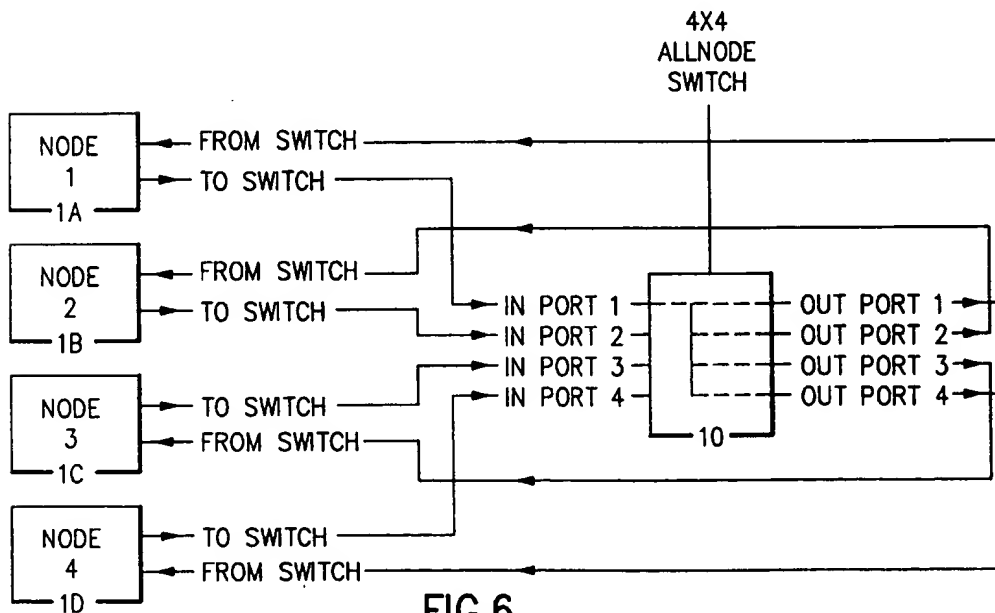 4X4
ALLNODE
SWITCH
NODE
1
1A
FROM SWITCH
TO SWITCH
NODE
2
1B
FROM SWITCH
TO SWITCH
NODE
3
1C
TO SWITCH
FROM SWITCH
NODE
4
1D
TO SWITCH
FROM SWITCH
IN PORT 1
IN PORT 2
IN PORT 3
IN PORT 4
10
OUT PORT 1
OUT PORT 2
OUT PORT 3
OUT PORT 4
FIG.6